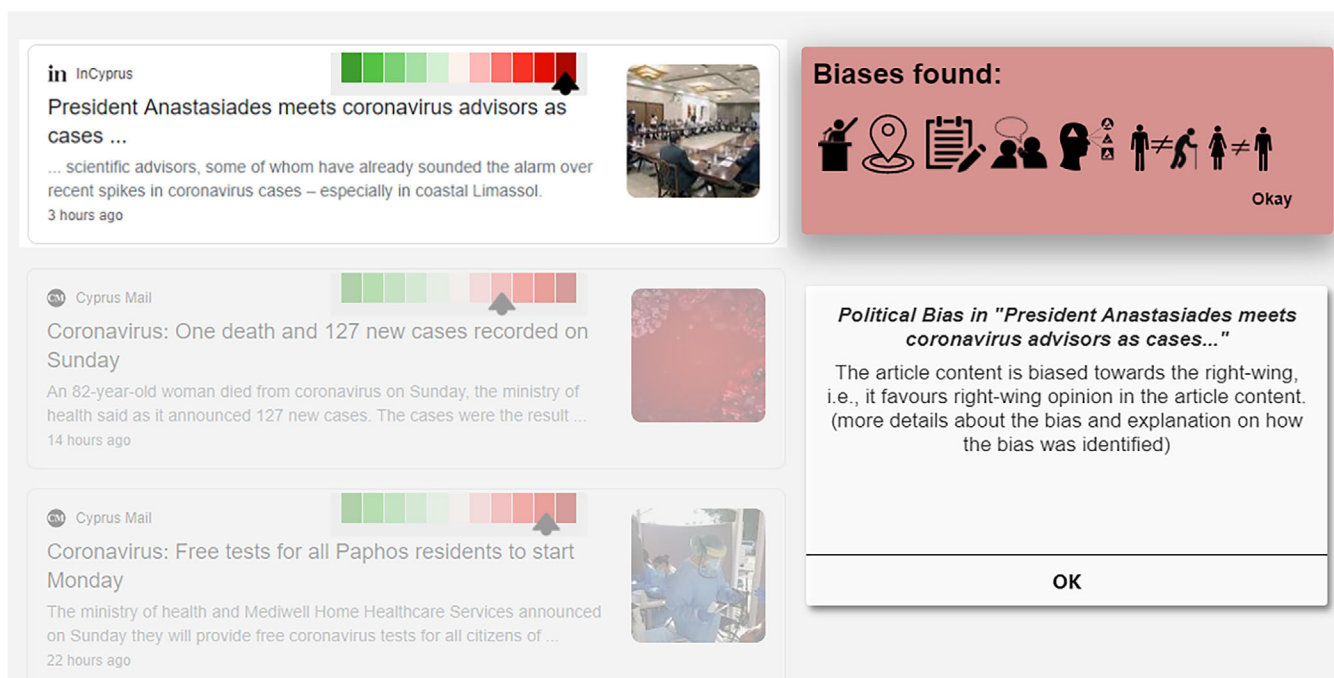 in InCyprus
President Anastasiades meets coronavirus advisors as
cases ...
... scientific advisors, some of whom have already sounded the alarm over
recent spikes in coronavirus cases – especially in coastal Limassol.
3 hours ago
Biases found:
Okay
CM Cyprus Mail
Coronavirus: One death and 127 new cases recorded on
Sunday
An 82-year-old woman died from coronavirus on Sunday, the ministry of
health said as it announced 127 new cases. The cases were the result ...
14 hours ago
Political Bias in "President Anastasiades meets
coronavirus advisors as cases..."
The article content is biased towards the right-wing,
i.e., it favours right-wing opinion in the article content.
(more details about the bias and explanation on how
the bias was identified)
OK
CM Cyprus Mail
Coronavirus: Free tests for all Paphos residents to start
Monday
The ministry of health and Mediwell Home Healthcare Services announced
on Sunday they will provide free coronavirus tests for all citizens of ...
22 hours ago